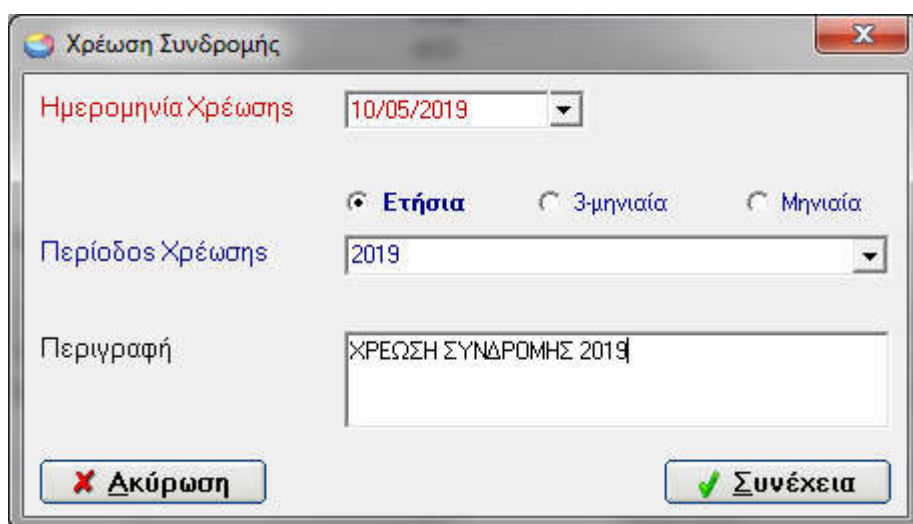 Χρέωση Συνδρομής
Ημερομηνία Χρέωσης 10/05/2019
Ετήσια 3-μηνιαία Μηνιαία
Περίοδος Χρέωσης 2019
Περιγραφή ΧΡΕΩΣΗ ΣΥΝΔΡΟΜΗΣ 2019
Ακύρωση Συνέχεια